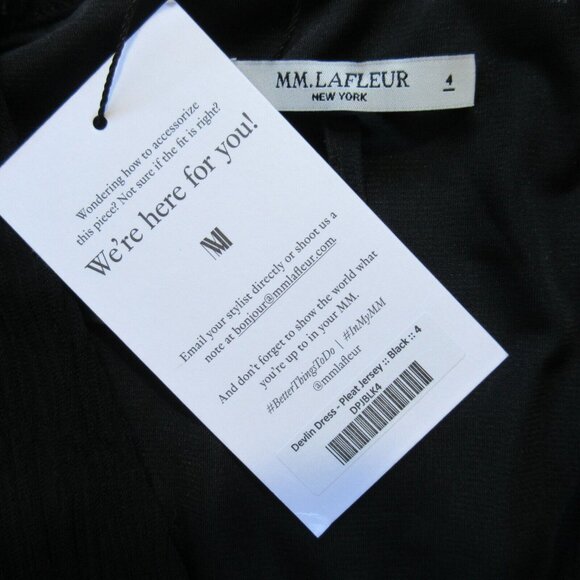 MM.LAFLEUR 4
NEW YORK
Wondering how to accessorize
this piece? Not sure if the fit is right?
We're here for you!
M
Email your stylist directly or shoot us a
note at bonjour@mmlafleur.com.
And don't forget to show the world what
you're up to in your MM.
#BetterThingsToDo | #InMyMM
@mmlafleur
Devlin Dress - Pleat Jersey :: Black :: 4
DPJBLK4